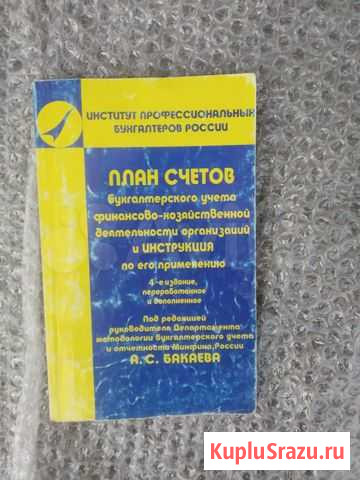 ИНСТИТУТ ПРОФЕССИОНАЛЬНЫХ
БУХГАЛТЕРОВ РОССИИ
ПЛАН СЧЕТОВ
бухгалтерского учета
финансово-хозяйственной
деятельности организаций
и ИНСТРУКЦИЯ
по его применению
4-е издание,
переработанное
и дополненное
Под редакцией
руководителя Департамента
методологии бухгалтерского учета
и отчетности Минфина России
А.С. БАКАЕВА
KupluSrazu.ru